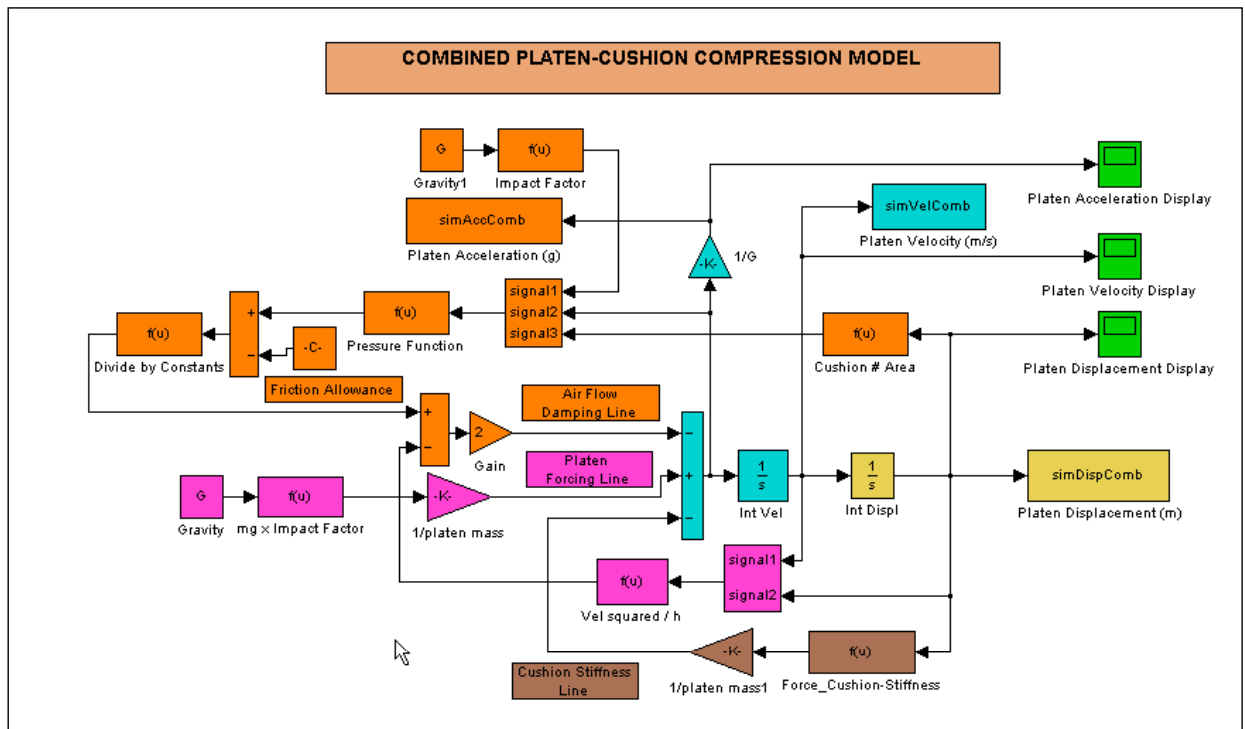 COMBINED PLATEN-CUSHION COMPRESSION MODEL
G
f(u)
Gravity1
Impact Factor
Platen Acceleration Display
simAccComb
Platen Acceleration (g)
-K-
1/G
simVelComb
Platen Velocity (m/s)
Platen Velocity Display
signal1
signal2
signal3
f(u)
Pressure Function
+
−
-C-
f(u)
Divide by Constants
f(u)
Cushion # Area
Platen Displacement Display
Friction Allowance
Air Flow
Damping Line
+
−
2
Gain
Platen
Forcing Line
−
+
−
1
s
Int Vel
1
s
Int Displ
simDispComb
Platen Displacement (m)
G
Gravity
f(u)
mg x Impact Factor
-K-
1/platen mass
f(u)
Vel squared / h
signal1
signal2
Cushion Stiffness
Line
-K-
1/platen mass1
f(u)
Force_Cushion-Stiffness